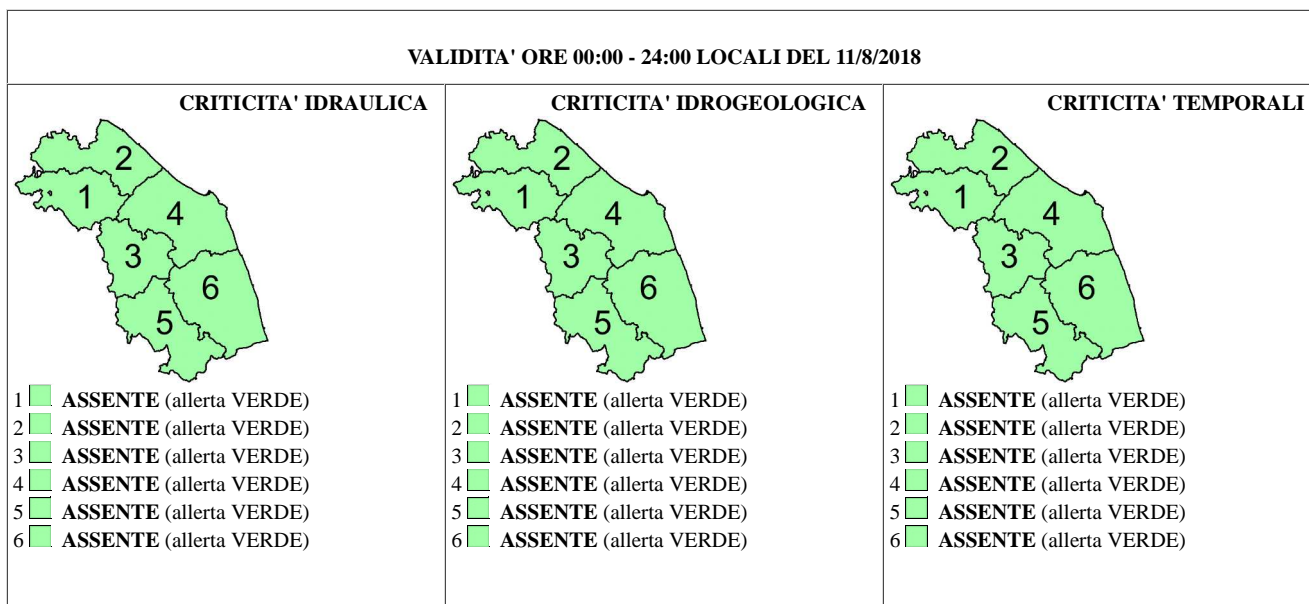 VALIDITA' ORE 00:00 - 24:00 LOCALI DEL 11/8/2018
CRITICITA' IDRAULICA
2
1
4
3
6
5
1 ASSENTE (allerta VERDE)
2 ASSENTE (allerta VERDE)
3 ASSENTE (allerta VERDE)
4 ASSENTE (allerta VERDE)
5 ASSENTE (allerta VERDE)
6 ASSENTE (allerta VERDE)
CRITICITA' IDROGEOLOGICA
2
1
4
3
6
5
1 ASSENTE (allerta VERDE)
2 ASSENTE (allerta VERDE)
3 ASSENTE (allerta VERDE)
4 ASSENTE (allerta VERDE)
5 ASSENTE (allerta VERDE)
6 ASSENTE (allerta VERDE)
CRITICITA' TEMPORALI
2
1
4
3
6
5
1 ASSENTE (allerta VERDE)
2 ASSENTE (allerta VERDE)
3 ASSENTE (allerta VERDE)
4 ASSENTE (allerta VERDE)
5 ASSENTE (allerta VERDE)
6 ASSENTE (allerta VERDE)